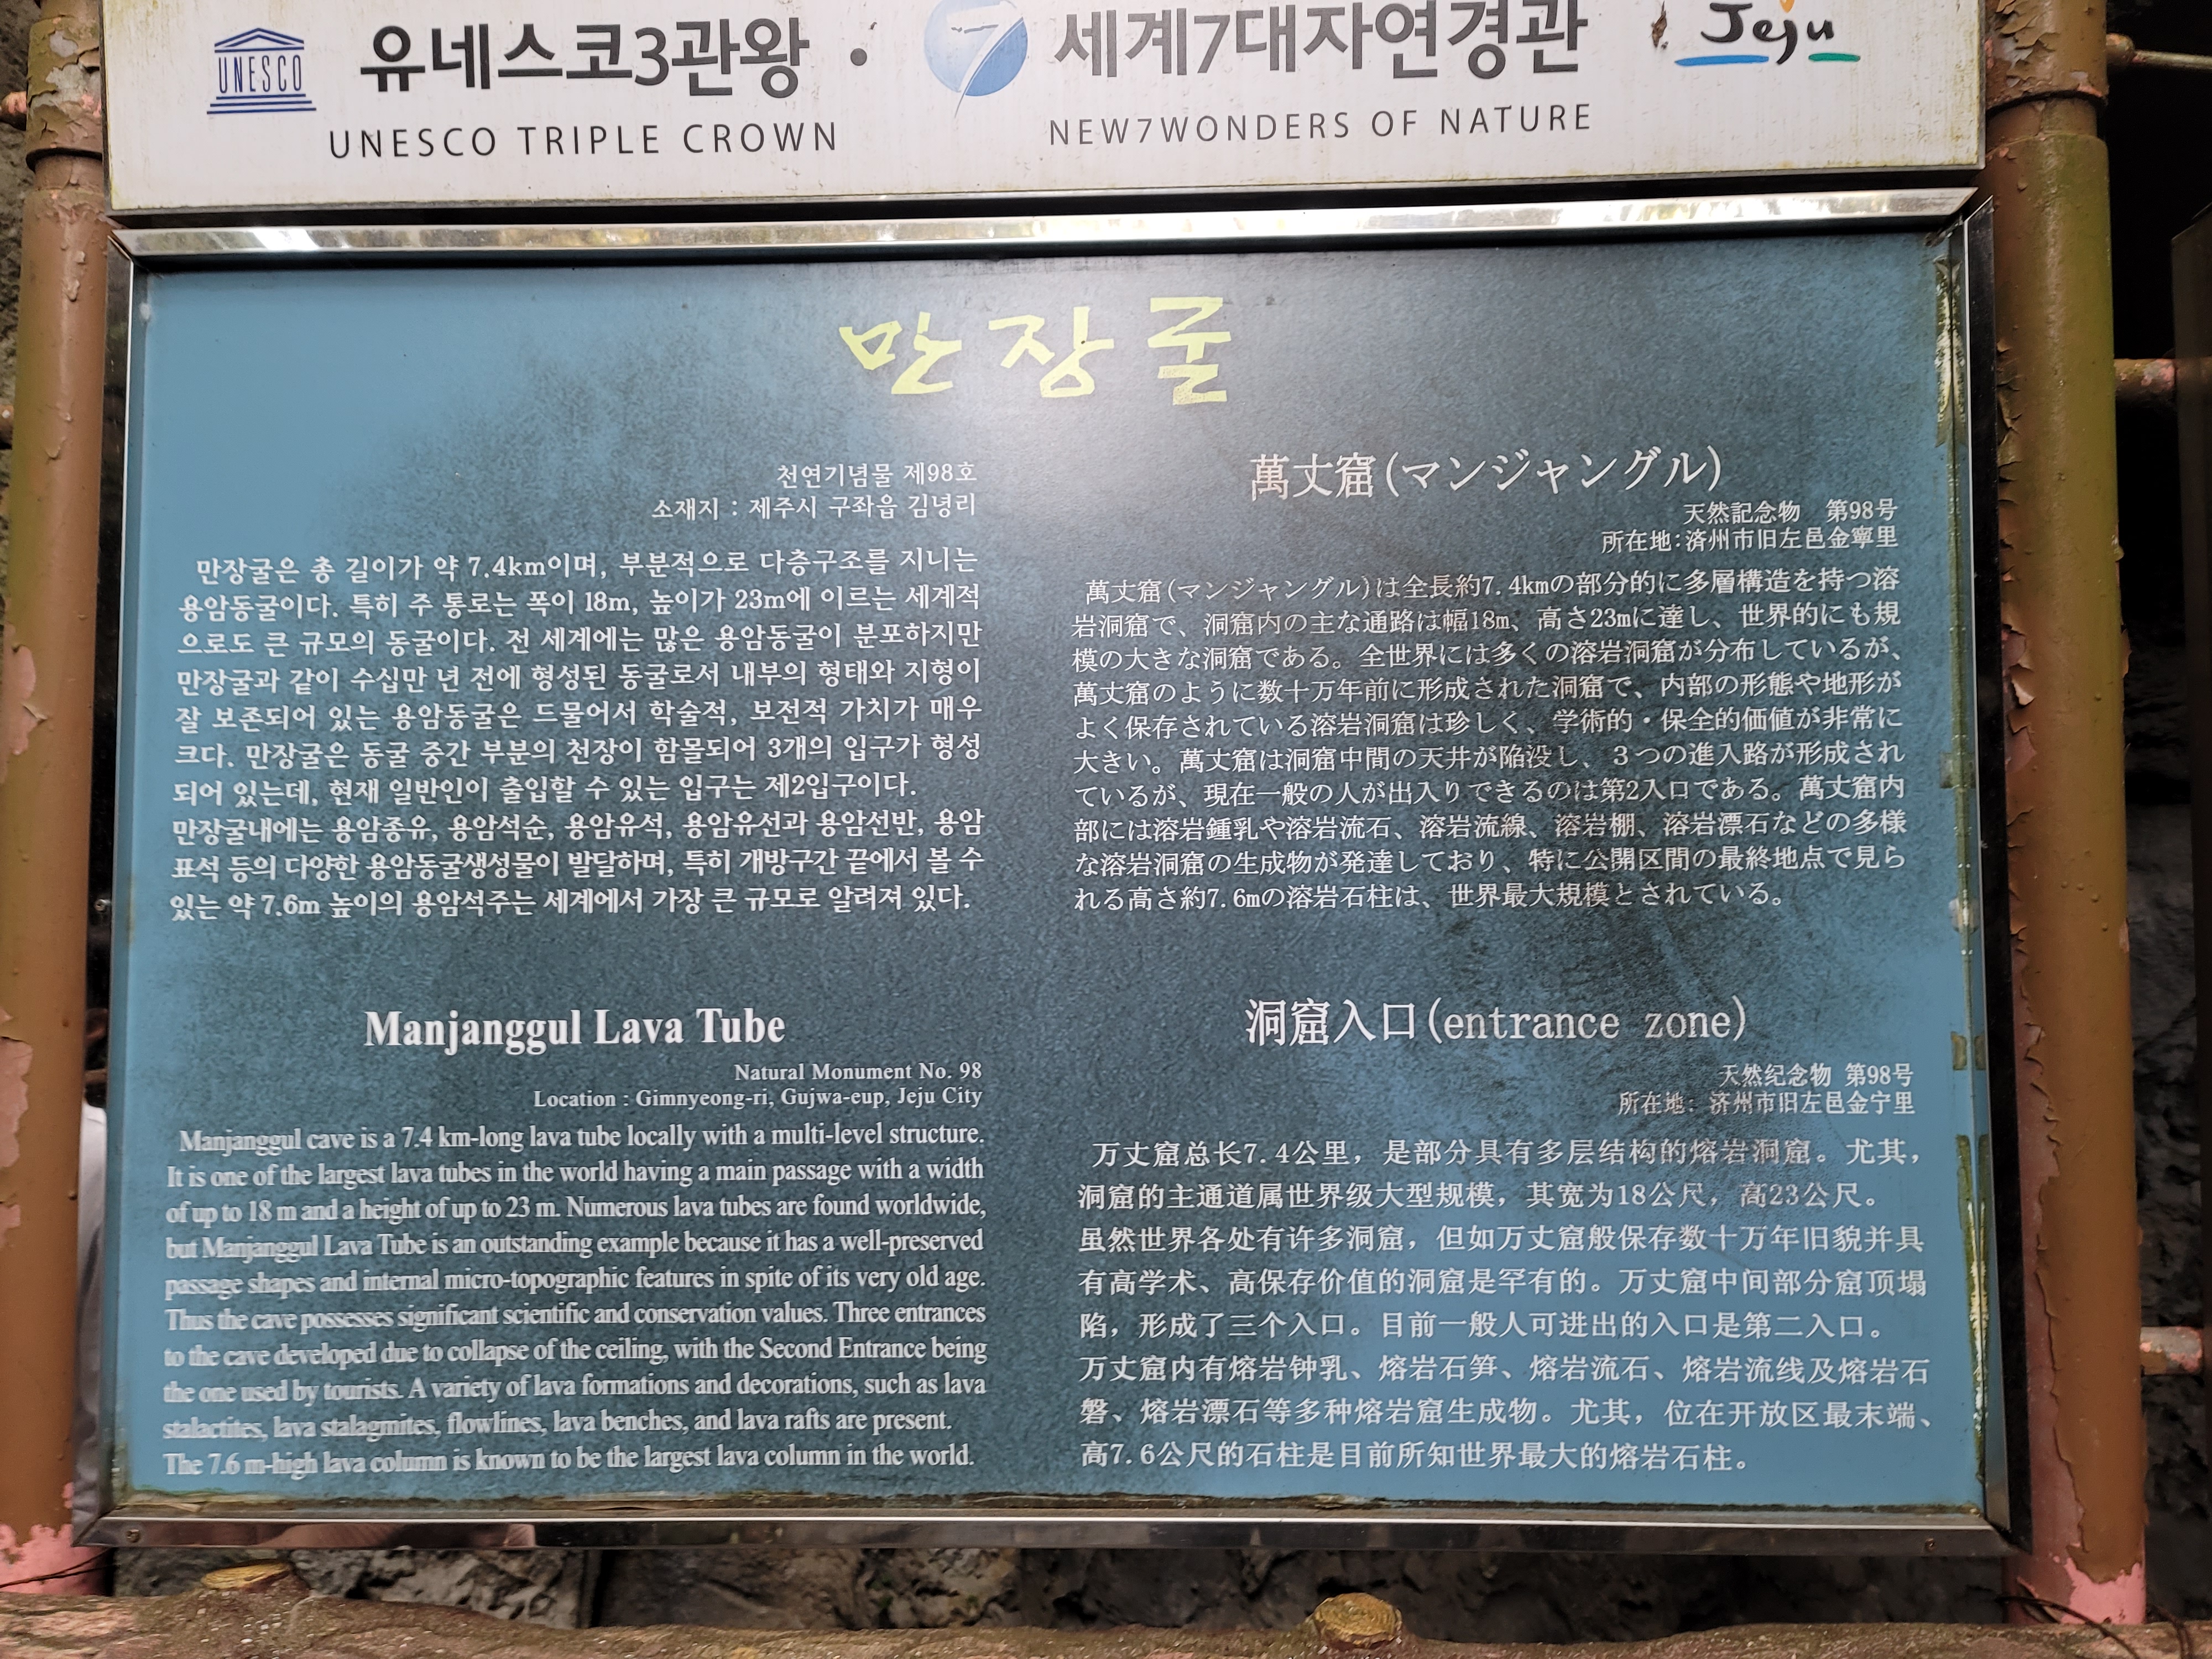 UNESCO
유네스코3관왕 · 7 세계7대자연경관
Jeju
UNESCO TRIPLE CROWN
NEW7WONDERS OF NATURE
만장굴
천연기념물 제98호
소재지 : 제주시 구좌읍 김녕리
만장굴은 총 길이가 약 7.4km이며, 부분적으로 다층구조를 지니는
용암동굴이다. 특히 주 통로는 폭이 18m, 높이가 23m에 이르는 세계적
으로도 큰 규모의 동굴이다. 전 세계에는 많은 용암동굴이 분포하지만
만장굴과 같이 수십만 년 전에 형성된 동굴로서 내부의 형태와 지형이
잘 보존되어 있는 용암동굴은 드물어서 학술적, 보전적 가치가 매우
크다. 만장굴은 동굴 중간 부분의 천장이 함몰되어 3개의 입구가 형성
되어 있는데, 현재 일반인이 출입할 수 있는 입구는 제2입구이다.
만장굴내에는 용암종유, 용암석순, 용암유석, 용암유선과 용암선반, 용암
표석 등의 다양한 용암동굴생성물이 발달하며, 특히 개방구간 끝에서 볼 수
있는 약 7.6m 높이의 용암석주는 세계에서 가장 큰 규모로 알려져 있다.
萬丈窟(マンジャングル)
天然記念物　第98号
所在地:済州市旧左邑金寧里
萬丈窟(マンジャングル)は全長約7.4kmの部分的に多層構造を持つ溶
岩洞窟で、洞窟内の主な通路は幅18m、高さ23mに達し、世界的にも規
模の大きな洞窟である。全世界には多くの溶岩洞窟が分布しているが、
萬丈窟のように数十万年前に形成された洞窟で、内部の形態や地形が
よく保存されている溶岩洞窟は珍しく、学術的・保全的価値が非常に
大きい。萬丈窟は洞窟中間の天井が陥没し、３つの進入路が形成され
ているが、現在一般の人が出入りできるのは第2入口である。萬丈窟内
部には溶岩鍾乳や溶岩流石、溶岩流線、溶岩棚、溶岩漂石などの多様
な溶岩洞窟の生成物が発達しており、特に公開区間の最終地点で見ら
れる高さ約7.6mの溶岩石柱は、世界最大規模とされている。
Manjanggul Lava Tube
Natural Monument No. 98
Location : Gimnyeong-ri, Gujwa-eup, Jeju City
Manjanggul cave is a 7.4 km-long lava tube locally with a multi-level structure.
It is one of the largest lava tubes in the world having a main passage with a width
of up to 18 m and a height of up to 23 m. Numerous lava tubes are found worldwide,
but Manjanggul Lava Tube is an outstanding example because it has a well-preserved
passage shapes and internal micro-topographic features in spite of its very old age.
Thus the cave possesses significant scientific and conservation values. Three entrances
to the cave developed due to collapse of the ceiling, with the Second Entrance being
the one used by tourists. A variety of lava formations and decorations, such as lava
stalactites, lava stalagmites, flowlines, lava benches, and lava rafts are present.
The 7.6 m-high lava column is known to be the largest lava column in the world.
洞窟入口(entrance zone)
天然纪念物 第98号
所在地: 济州市旧左邑金宁里
万丈窟总长7.4公里，是部分具有多层结构的熔岩洞窟。尤其，
洞窟的主通道属世界级大型规模，其宽为18公尺，高23公尺。
虽然世界各处有许多洞窟，但如万丈窟般保存数十万年旧貌并具
有高学术、高保存价值的洞窟是罕有的。万丈窟中间部分窟顶塌
陷，形成了三个入口。目前一般人可进出的入口是第二入口。
万丈窟内有熔岩钟乳、熔岩石笋、熔岩流石、熔岩流线及熔岩石
磐、熔岩漂石等多种熔岩窟生成物。尤其，位在开放区最末端、
高7.6公尺的石柱是目前所知世界最大的熔岩石柱。